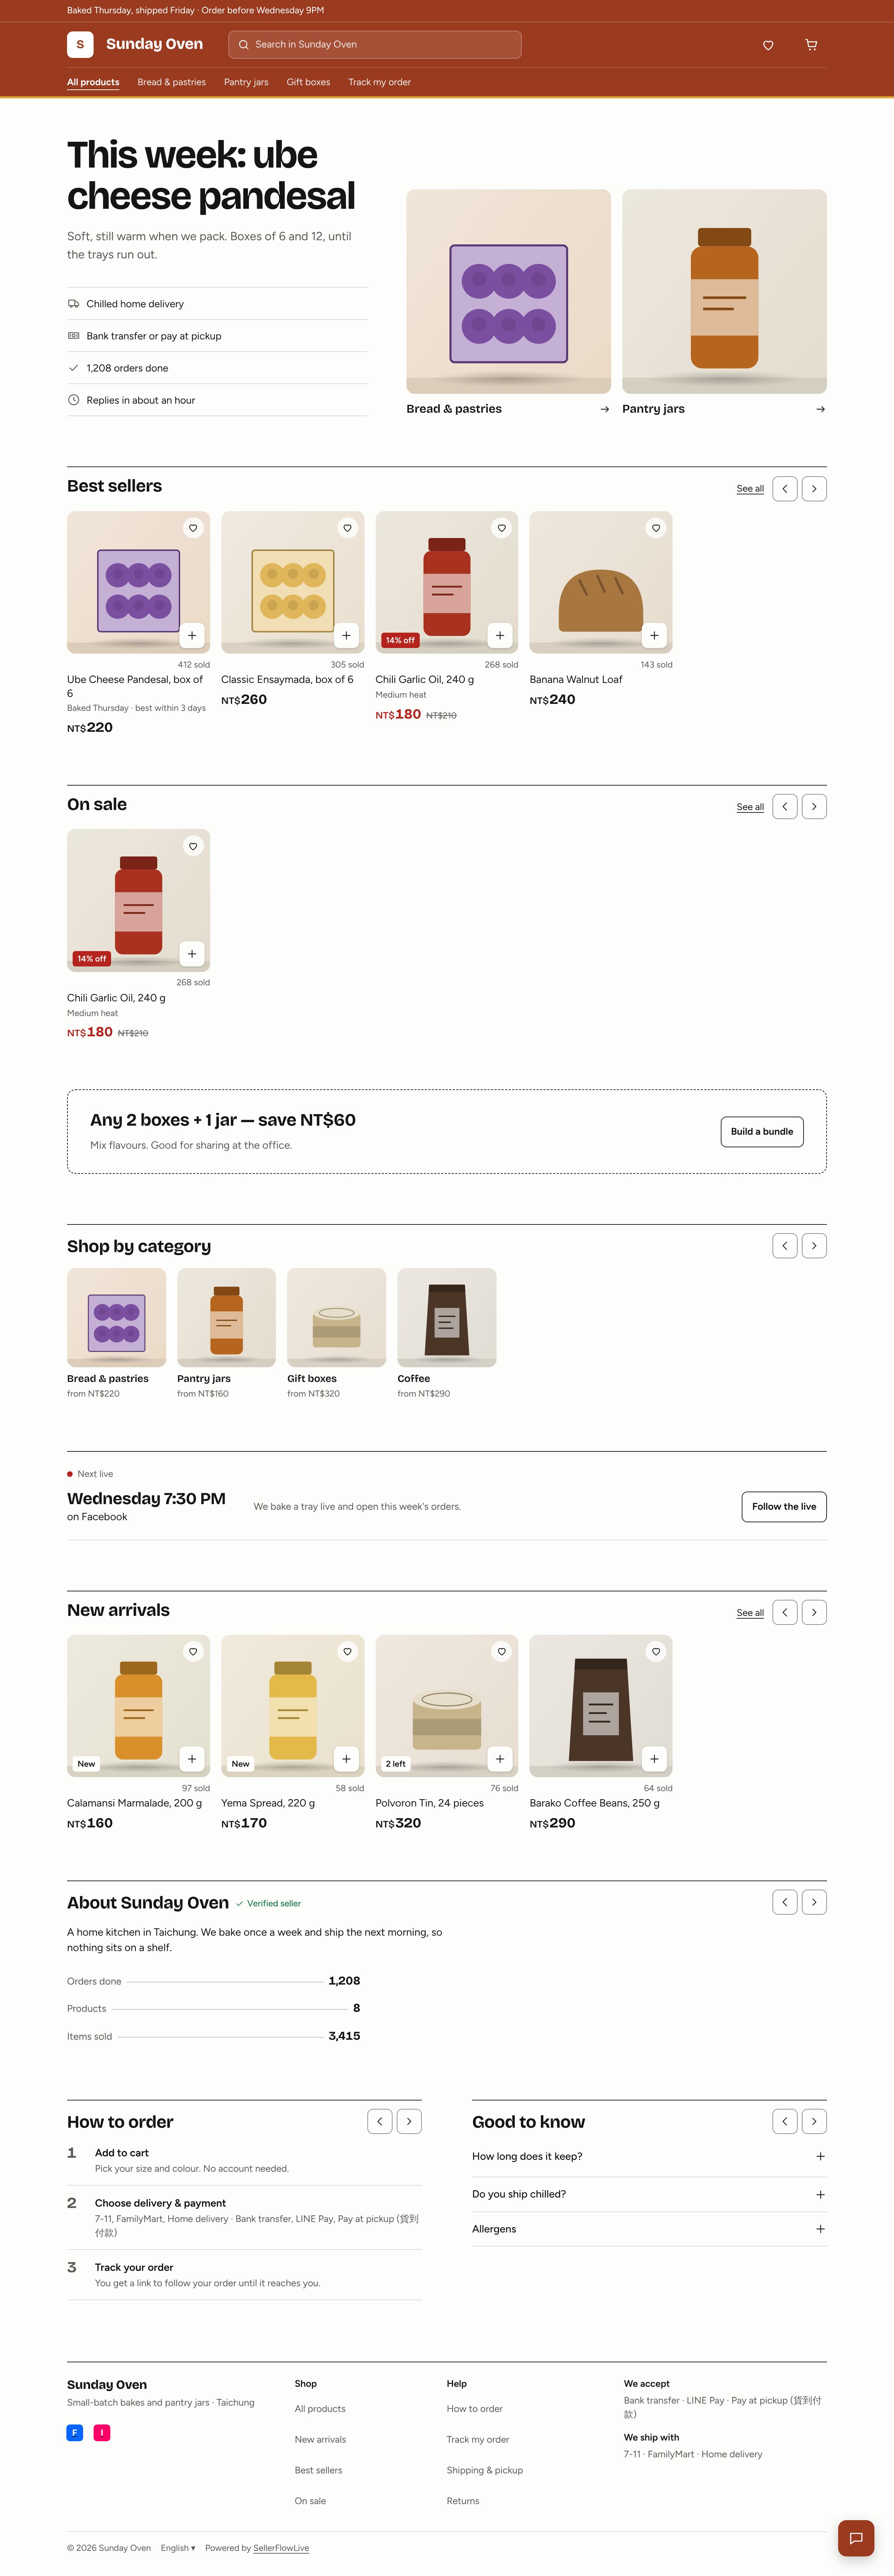 Baked Thursday, shipped Friday · Order before Wednesday 9PM
S
Sunday Oven
Search in Sunday Oven
All products
Bread & pastries
Pantry jars
Gift boxes
Track my order
This week: ube
cheese pandesal
Soft, still warm when we pack. Boxes of 6 and 12, until
the trays run out.
Chilled home delivery
Bank transfer or pay at pickup
1,208 orders done
Replies in about an hour
Bread & pastries
Pantry jars
Best sellers
See all
412 sold
Ube Cheese Pandesal, box of
6
Baked Thursday · best within 3 days
NT$220
305 sold
Classic Ensaymada, box of 6
NT$260
14% off
268 sold
Chili Garlic Oil, 240 g
Medium heat
NT$180 NT$210
143 sold
Banana Walnut Loaf
NT$240
On sale
See all
14% off
268 sold
Chili Garlic Oil, 240 g
Medium heat
NT$180 NT$210
Any 2 boxes + 1 jar — save NT$60
Mix flavours. Good for sharing at the office.
Build a bundle
Shop by category
Bread & pastries
from NT$220
Pantry jars
from NT$160
Gift boxes
from NT$320
Coffee
from NT$290
Next live
Wednesday 7:30 PM
on Facebook
We bake a tray live and open this week's orders.
Follow the live
New arrivals
See all
New
97 sold
Calamansi Marmalade, 200 g
NT$160
New
58 sold
Yema Spread, 220 g
NT$170
2 left
76 sold
Polvoron Tin, 24 pieces
NT$320
64 sold
Barako Coffee Beans, 250 g
NT$290
About Sunday Oven
Verified seller
A home kitchen in Taichung. We bake once a week and ship the next morning, so
nothing sits on a shelf.
Orders done 1,208
Products 8
Items sold 3,415
How to order
1 Add to cart
Pick your size and colour. No account needed.
2 Choose delivery & payment
7-11, FamilyMart, Home delivery · Bank transfer, LINE Pay, Pay at pickup (貨到
付款)
3 Track your order
You get a link to follow your order until it reaches you.
Good to know
How long does it keep?
Do you ship chilled?
Allergens
Sunday Oven
Small-batch bakes and pantry jars · Taichung
F
I
Shop
All products
New arrivals
Best sellers
On sale
Help
How to order
Track my order
Shipping & pickup
Returns
We accept
Bank transfer · LINE Pay · Pay at pickup (貨到付
款)
We ship with
7-11 · FamilyMart · Home delivery
© 2026 Sunday Oven English ▾ Powered by SellerFlowLive